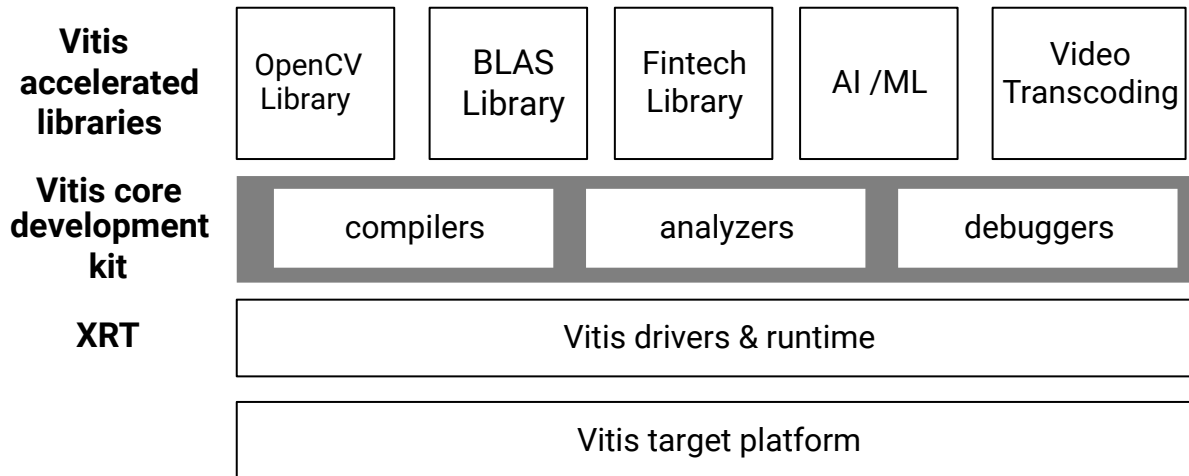 Vitis
accelerated
libraries
OpenCV
Library
BLAS
Library
Fintech
Library
AI /ML
Video
Transcoding
Vitis core
development
kit
compilers
analyzers
debuggers
XRT
Vitis drivers & runtime
Vitis target platform